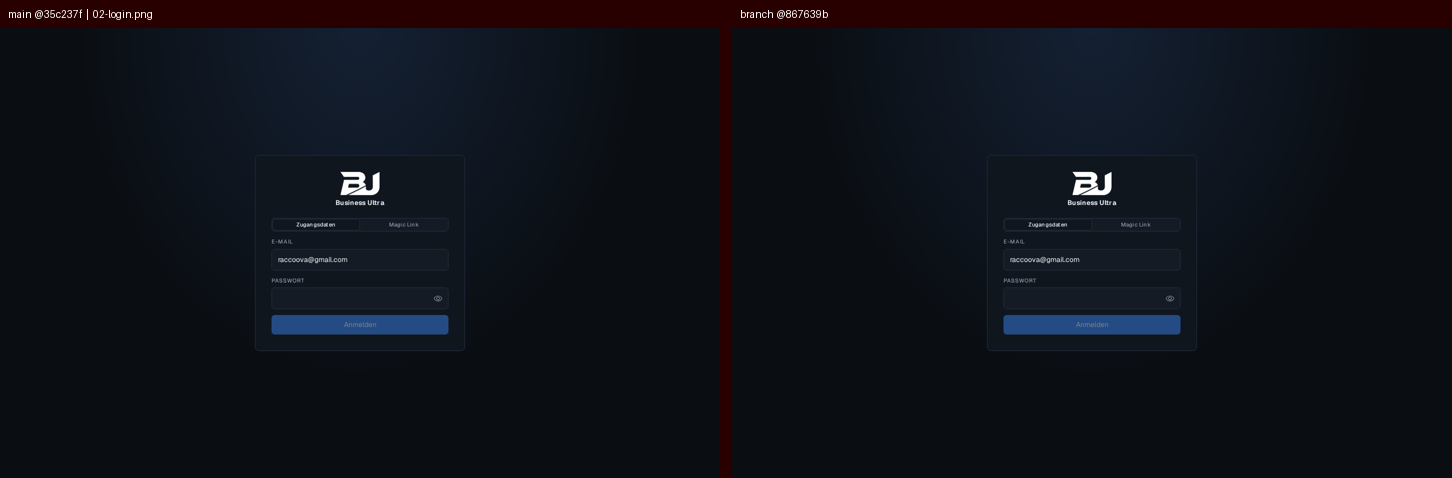 main @35c237f | 02-login.png
branch @867639b
BU
Business Ultra
Zugangsdaten
Magic Link
E-MAIL
raccoova@gmail.com
PASSWORT
Anmelden
BU
Business Ultra
Zugangsdaten
Magic Link
E-MAIL
raccoova@gmail.com
PASSWORT
Anmelden